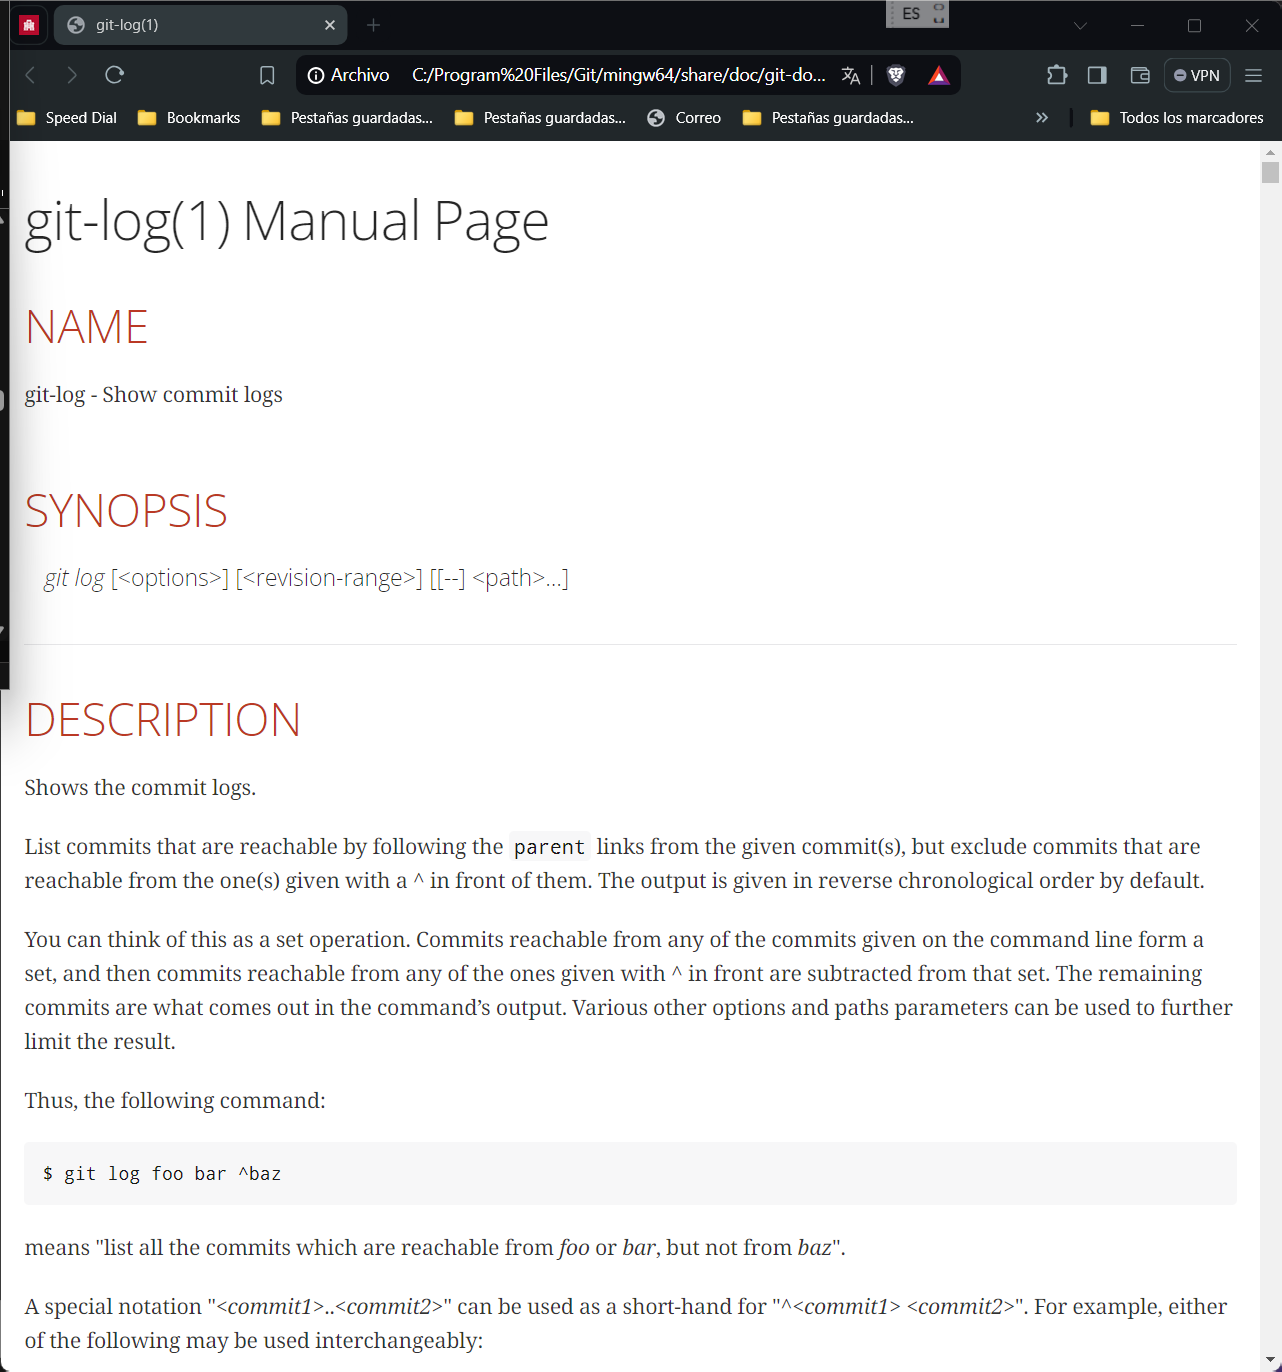 git-log(1)
ES
Archivo C:/Program%20Files/Git/mingw64/share/doc/git-do... VPN
Speed Dial Bookmarks Pestañas guardadas... Pestañas guardadas... Correo Pestañas guardadas... » Todos los marcadores
git-log(1) Manual Page
NAME
git-log - Show commit logs
SYNOPSIS
git log [<options>] [<revision-range>] [[--] <path>…]
DESCRIPTION
Shows the commit logs.
List commits that are reachable by following the parent links from the given commit(s), but exclude commits that are
reachable from the one(s) given with a ^ in front of them. The output is given in reverse chronological order by default.
You can think of this as a set operation. Commits reachable from any of the commits given on the command line form a
set, and then commits reachable from any of the ones given with ^ in front are subtracted from that set. The remaining
commits are what comes out in the command’s output. Various other options and paths parameters can be used to further
limit the result.
Thus, the following command:
$ git log foo bar ^baz
means "list all the commits which are reachable from foo or bar, but not from baz".
A special notation "<commit1>..<commit2>" can be used as a short-hand for "^<commit1> <commit2>". For example, either
of the following may be used interchangeably: